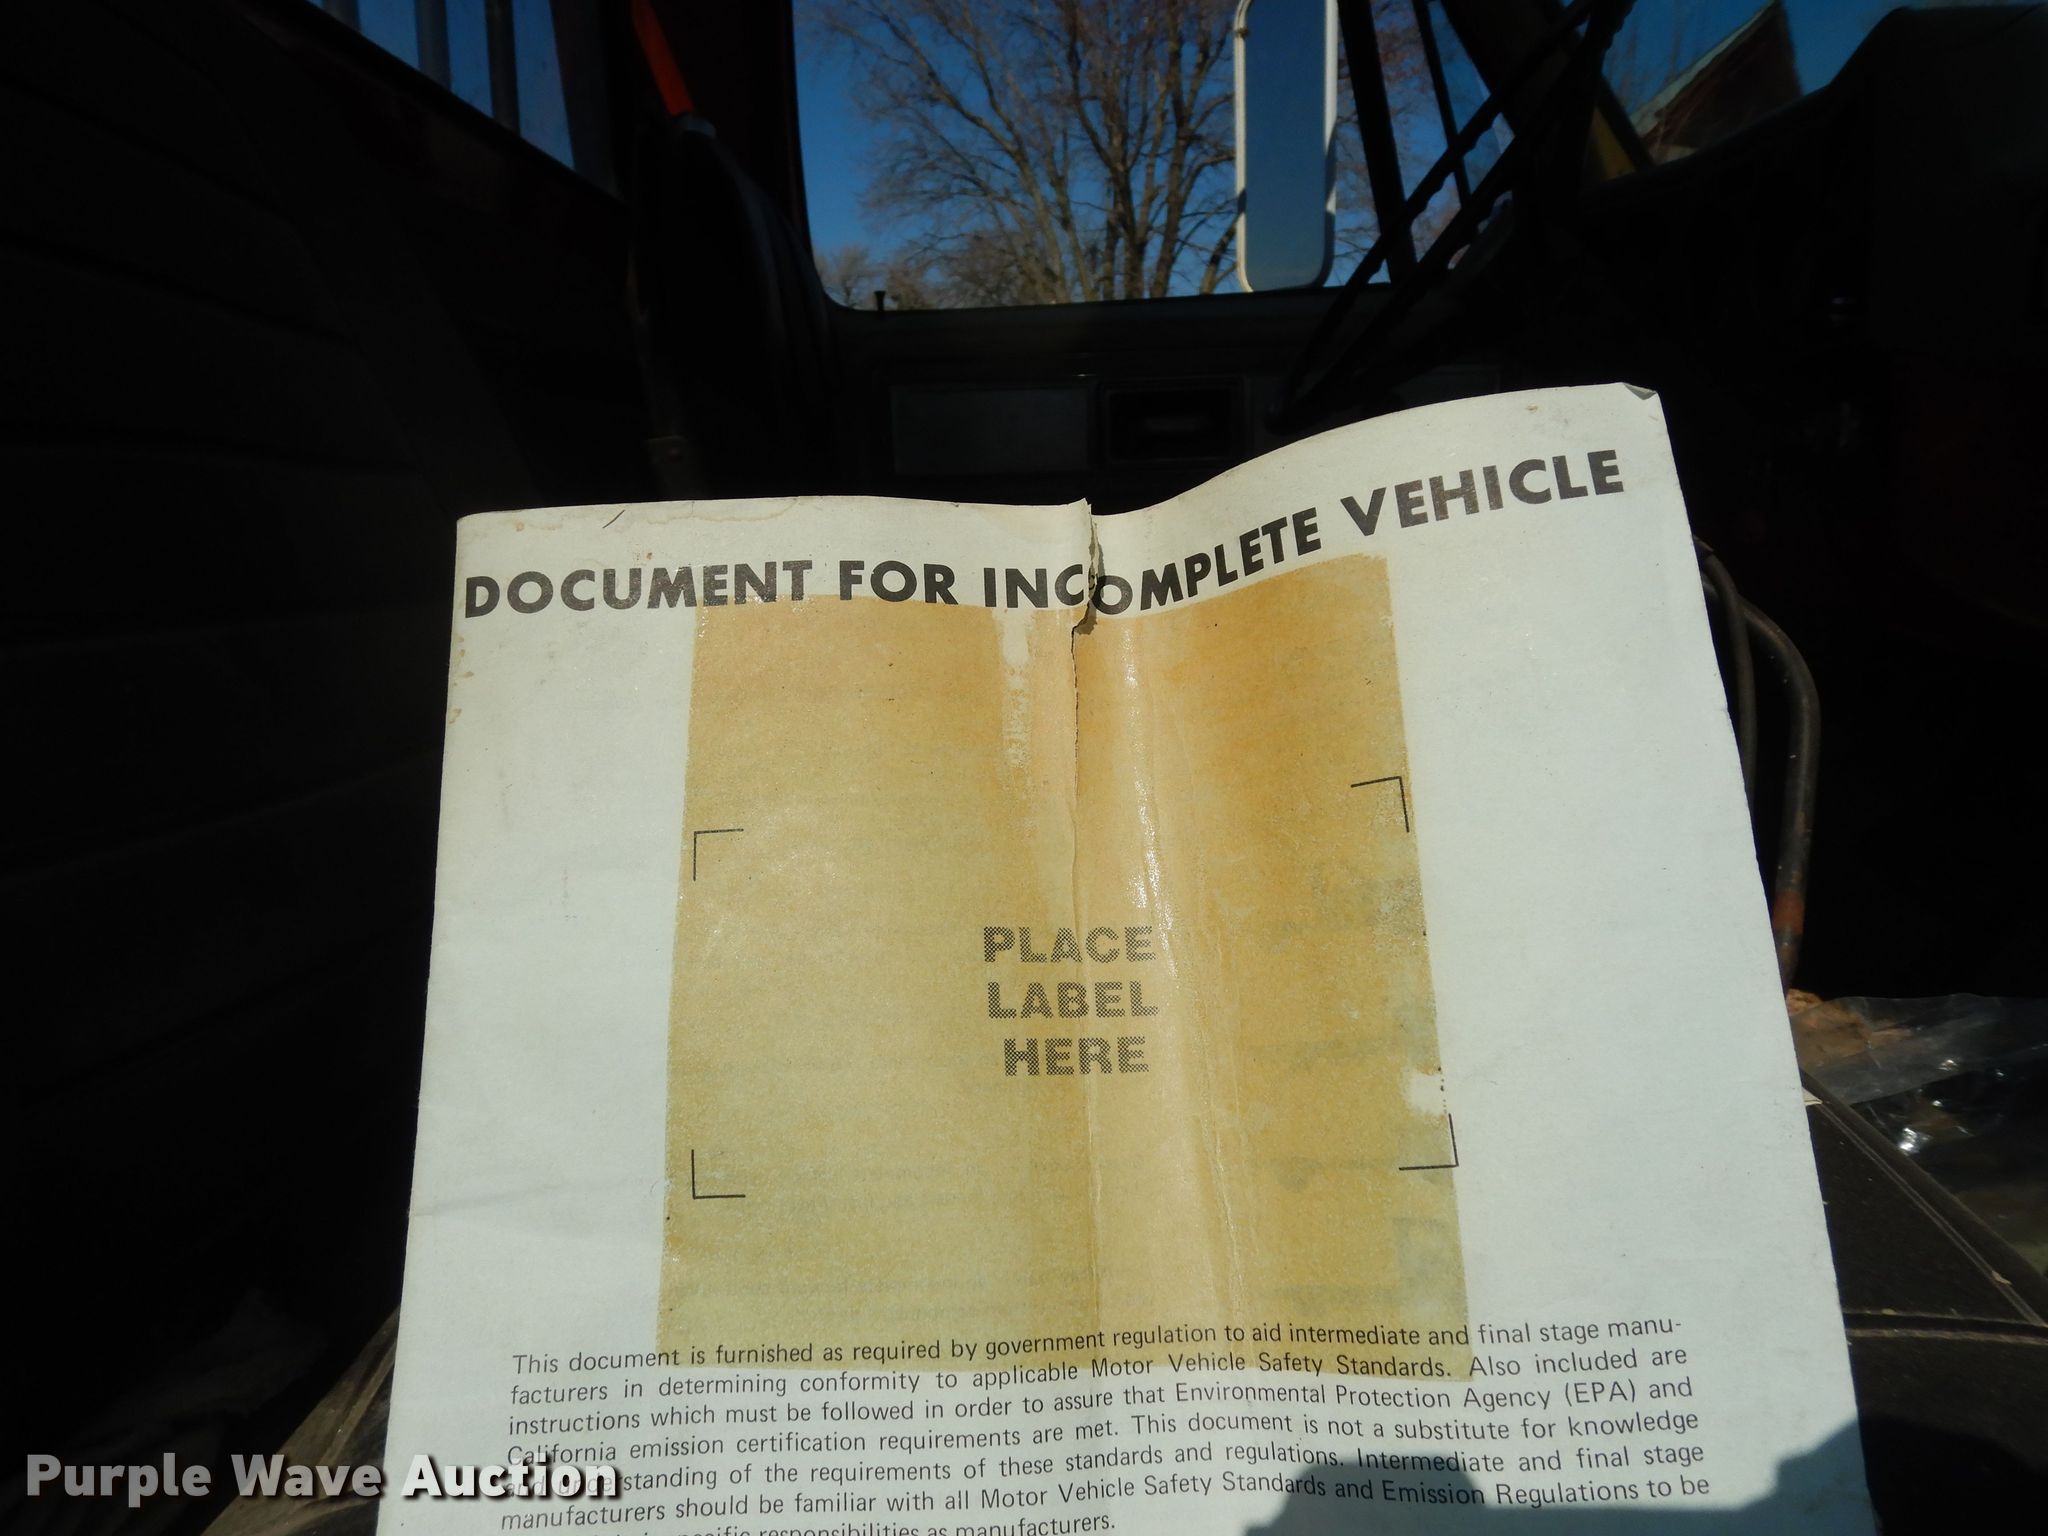 DOCUMENT FOR INCOMPLETE VEHICLE
PLACE
LABEL
HERE
This document is furnished as required by government regulation to aid intermediate and final stage manu-
facturers in determining conformity to applicable Motor Vehicle Safety Standards. Also included are
instructions which must be followed in order to assure that Environmental Protection Agency (EPA) and
California emission certification requirements are met. This document is not a substitute for knowledge
and understanding of the requirements of these standards and regulations. Intermediate and final stage
manufacturers should be familiar with all Motor Vehicle Safety Standards and Emission Regulations to be
specific responsibilities as manufacturers.
Purple Wave Auction